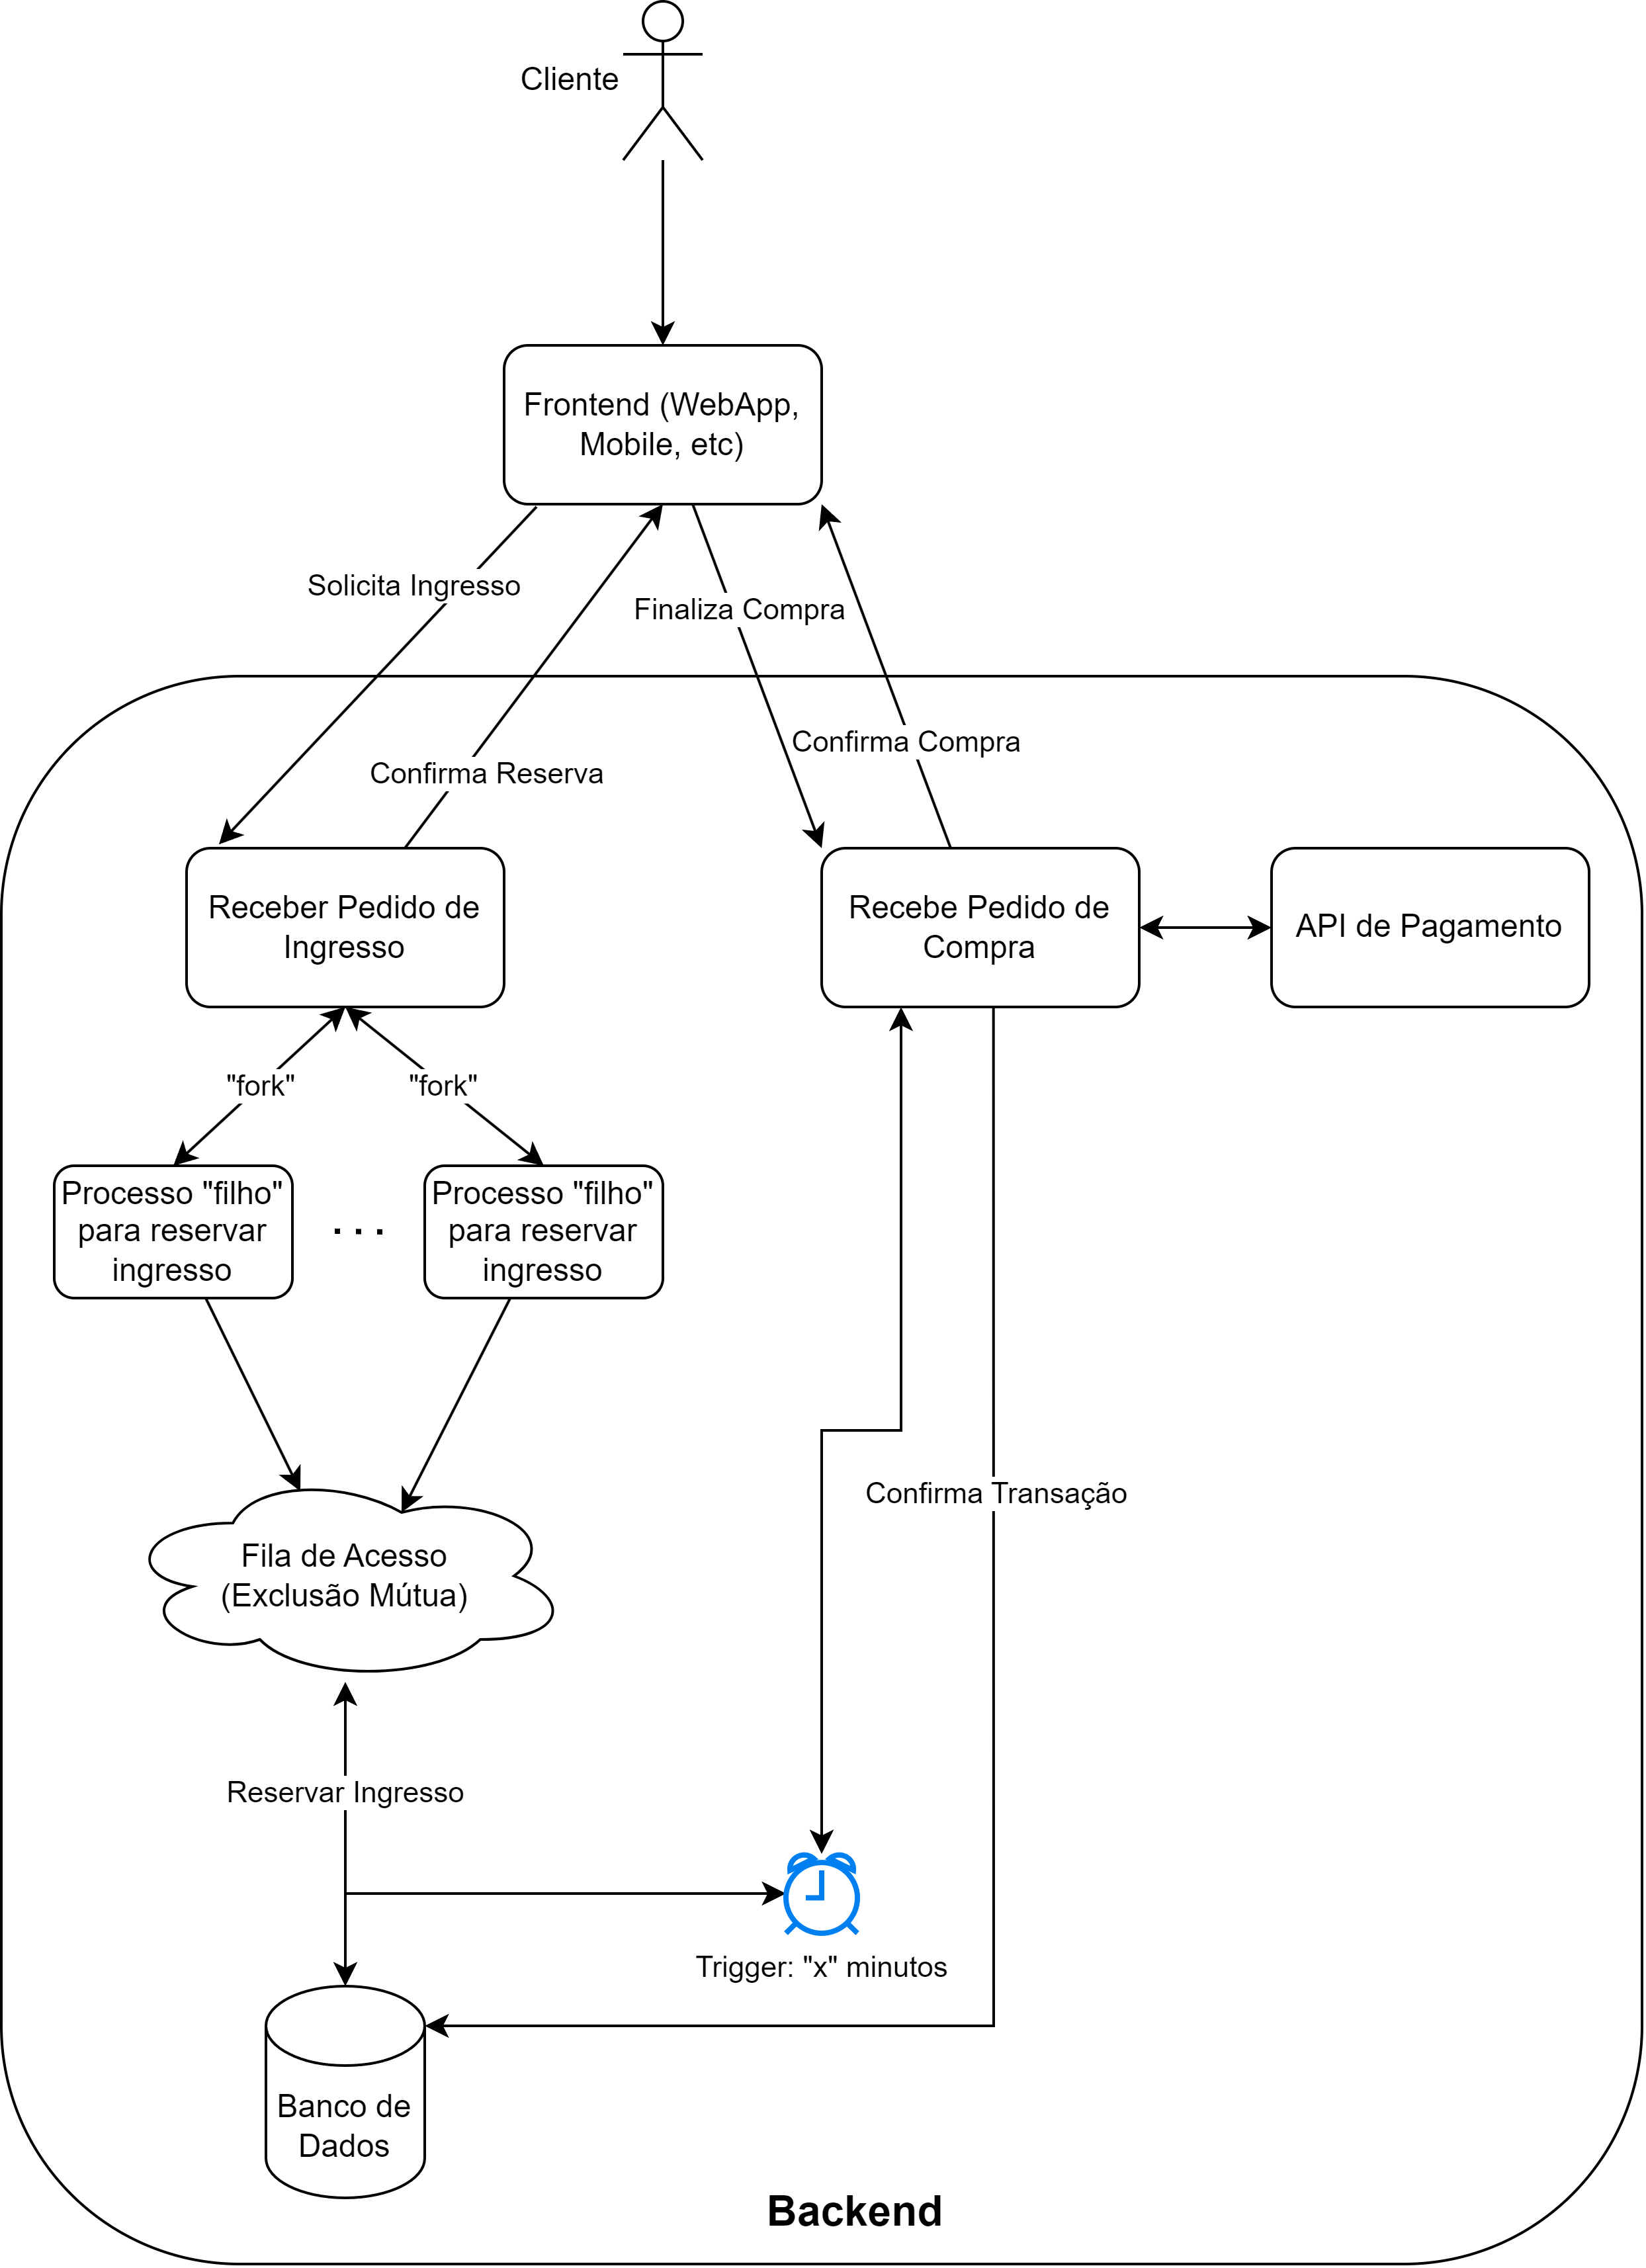 Cliente
Frontend (WebApp,
Mobile, etc)
Solicita Ingresso
Finaliza Compra
Confirma Compra
Confirma Reserva
Receber Pedido de
Ingresso
Recebe Pedido de
Compra
API de Pagamento
"fork"
"fork"
Processo "filho"
para reservar
ingresso
. . .
Processo "filho"
para reservar
ingresso
Confirma Transação
Fila de Acesso
(Exclusão Mútua)
Reservar Ingresso
Trigger: "x" minutos
Banco de
Dados
Backend